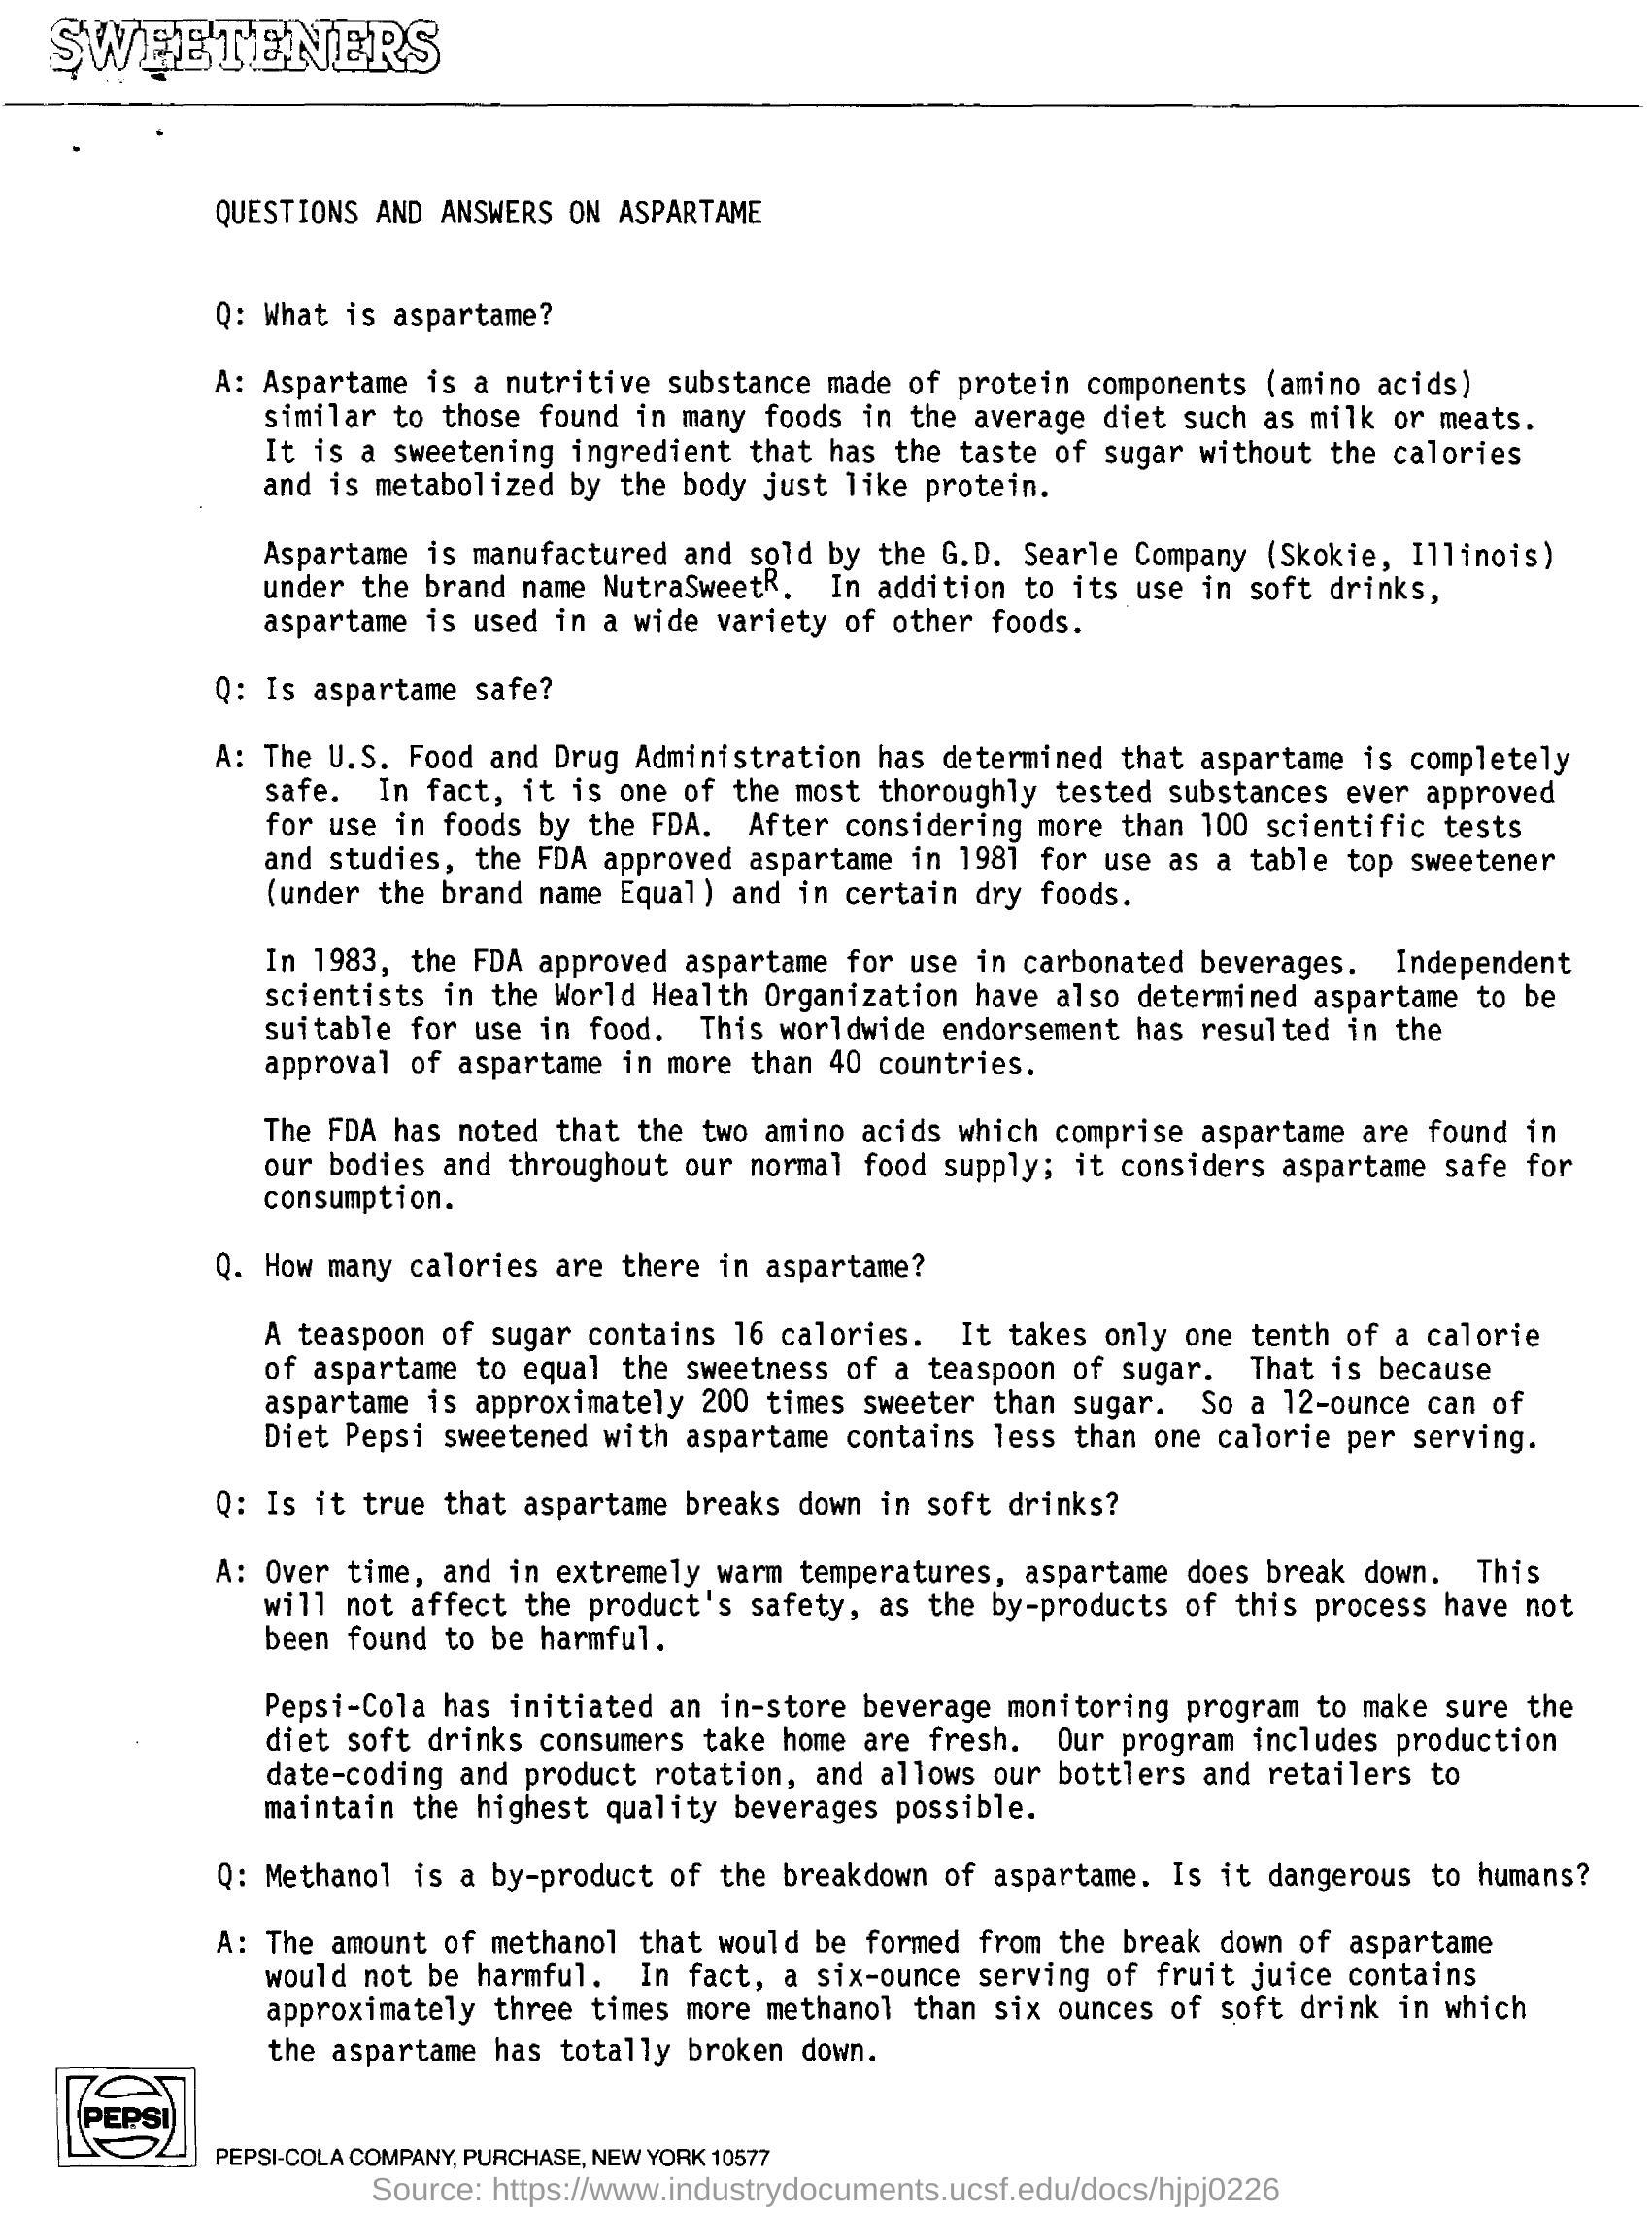 SWEETENERS
QUESTIONS AND ANSWERS ON ASPARTAME
Q: What is aspartame?
A: Aspartame is a nutritive substance made of protein components (amino acids)
similar to those found in many foods in the average diet such as milk or meats.
It is a sweetening ingredient that has the taste of sugar without the calories
and is metabolized by the body just like protein.
Aspartame is manufactured and sold by the G.D. Searle Company (Skokie, Illinois)
under the brand name NutraSweetR. In addition to its use in soft drinks,
aspartame is used in a wide variety of other foods.
Q: Is aspartame safe?
A: The U.S. Food and Drug Administration has determined that aspartame is completely
safe. In fact, it is one of the most thoroughly tested substances ever approved
for use in foods by the FDA. After considering more than 100 scientific tests
and studies, the FDA approved aspartame in 1981 for use as a table top sweetener
(under the brand name Equal) and in certain dry foods.
In 1983, the FDA approved aspartame for use in carbonated beverages. Independent
scientists in the World Health Organization have also determined aspartame to be
suitable for use in food. This worldwide endorsement has resulted in the
approval of aspartame in more than 40 countries.
The FDA has noted that the two amino acids which comprise aspartame are found in
our bodies and throughout our normal food supply; it considers aspartame safe for
consumption.
Q. How many calories are there in aspartame?
A teaspoon of sugar contains 16 calories. It takes only one tenth of a calorie
of aspartame to equal the sweetness of a teaspoon of sugar. That is because
aspartame is approximately 200 times sweeter than sugar. So a 12-ounce can of
Diet Pepsi sweetened with aspartame contains less than one calorie per serving.
Q: Is it true that aspartame breaks down in soft drinks?
A: Over time, and in extremely warm temperatures, aspartame does break down. This
will not affect the product's safety, as the by-products of this process have not
been found to be harmful.
Pepsi-Cola has initiated an in-store beverage monitoring program to make sure the
diet soft drinks consumers take home are fresh. Our program includes production
date-coding and product rotation, and allows our bottlers and retailers to
maintain the highest quality beverages possible.
Q: Methanol is a by-product of the breakdown of aspartame. Is it dangerous to humans?
A: The amount of methanol that would be formed from the break down of aspartame
would not be harmful. In fact, a six-ounce serving of fruit juice contains
approximately three times more methanol than six ounces of soft drink in which
the aspartame has totally broken down.
PEPSI
PEPSI-COLA COMPANY, PURCHASE, NEW YORK 10577
Source: https://www.industrydocuments.ucsf.edu/docs/hjpj0226